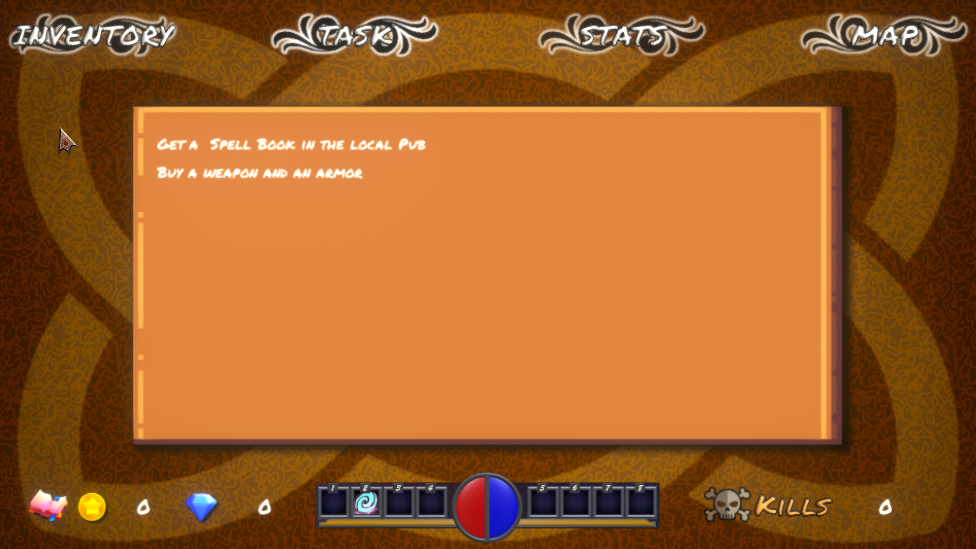 INVENTORY
TASK
STATS
MAP
GET A SPELL BOOK IN THE LOCAL PUB
BUY A WEAPON AND AN ARMOR
0
0
1 2 3 4
5 6 7 8
KILLS
0